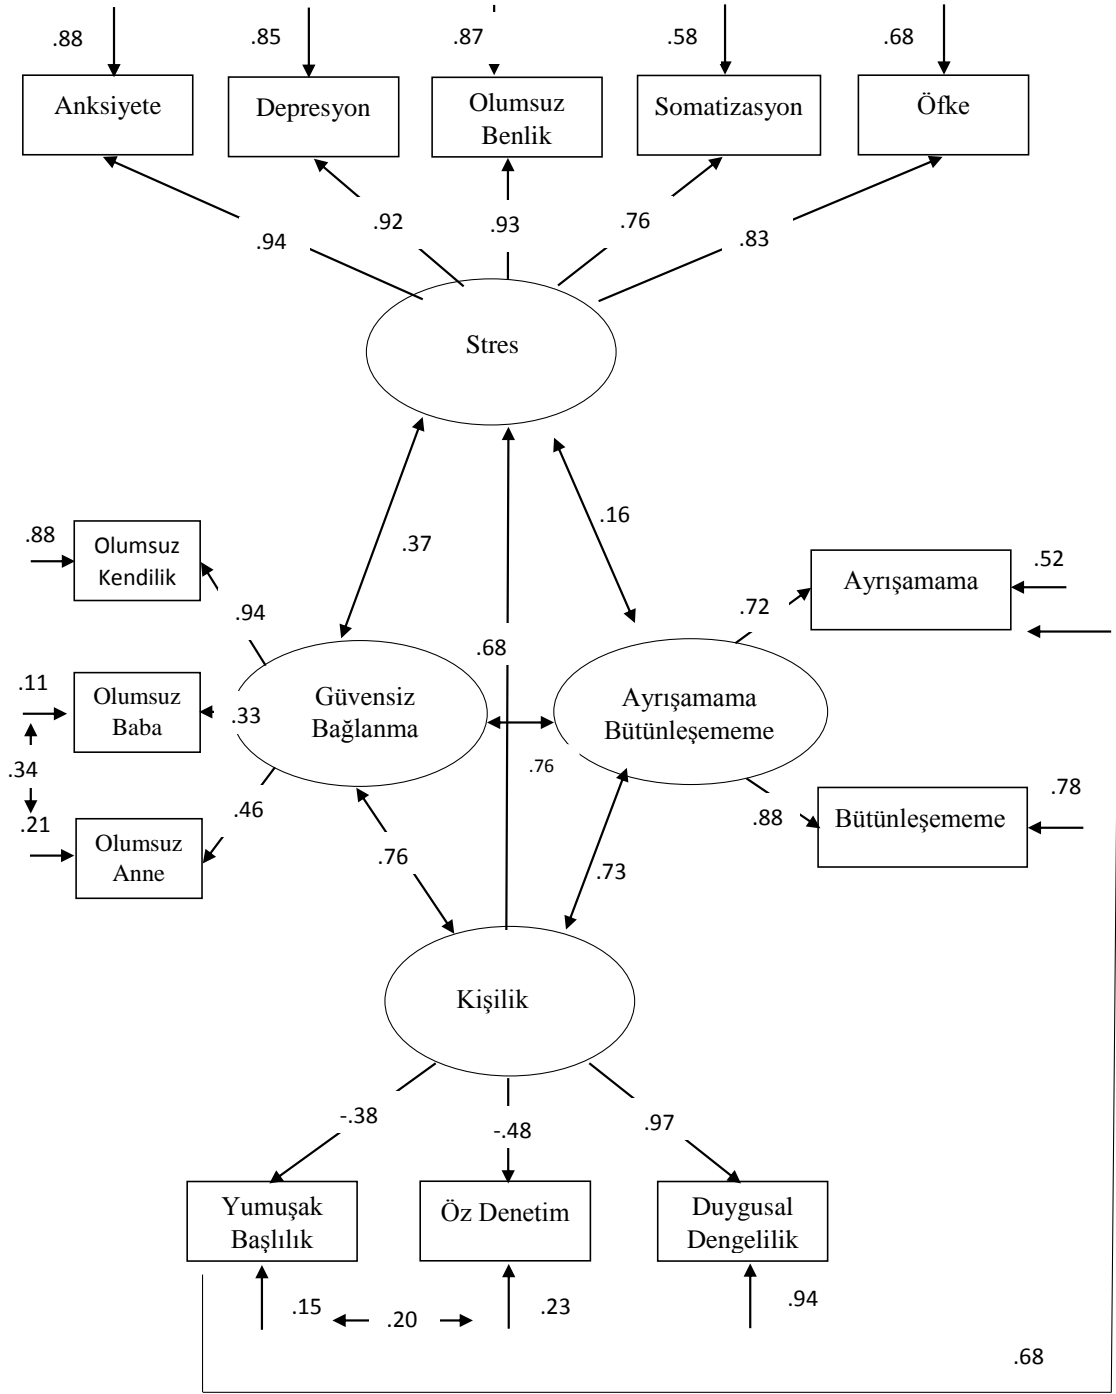 .88
.85
.87
.58
.68
Anksiyete
Depresyon
Olumsuz
Benlik
Somatizasyon
Öfke
.94
.92
.93
.76
.83
Stres
.37
.16
.88
Olumsuz
Kendilik
.94
.68
.72
Ayrışamama
.52
.11
Olumsuz
Baba
.33
Güvensiz
Bağlanma
.76
Ayrışamama
Bütünleşememe
.34
.21
Olumsuz
Anne
.46
.88
Bütünleşememe
.78
.76
.73
Kişilik
-.38
-.48
.97
Yumuşak
Başlılık
Öz Denetim
Duygusal
Dengelilik
.15
.20
.23
.94
.68